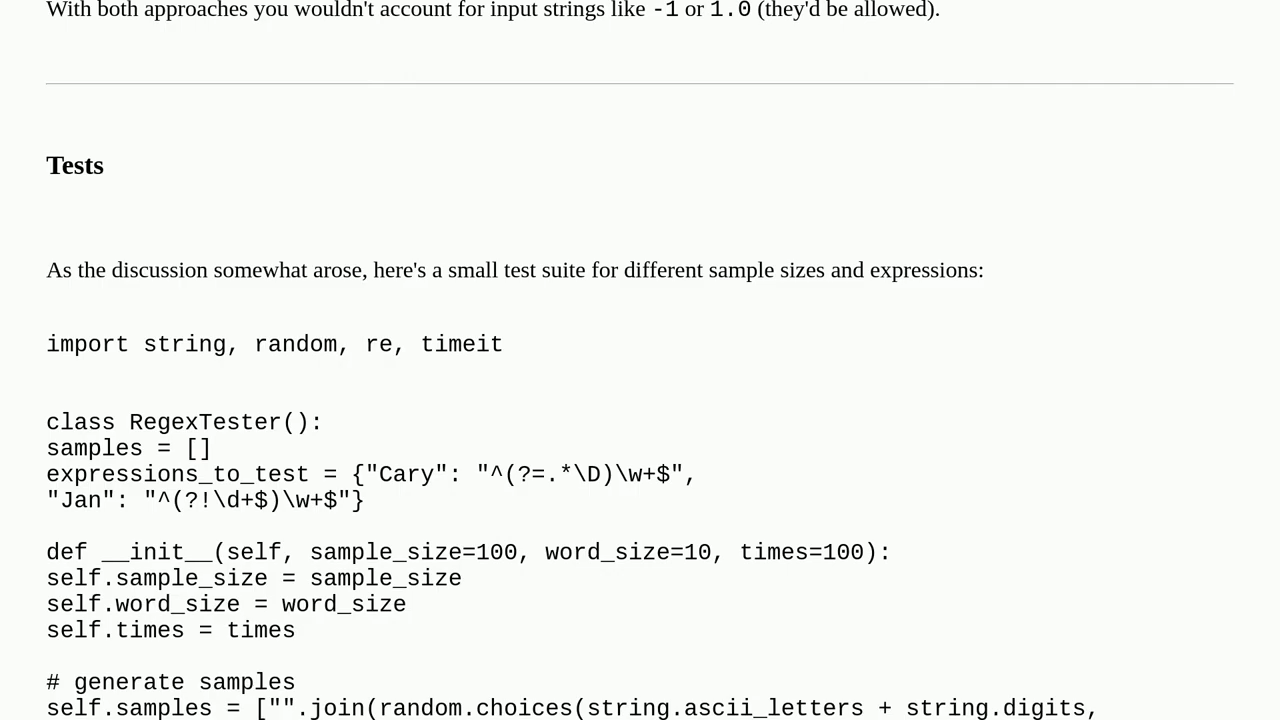 With both approaches you wouldn't account for input strings like -1 or 1.0 (they'd be allowed).
Tests
As the discussion somewhat arose, here's a small test suite for different sample sizes and expressions:
import string, random, re, timeit
class RegexTester():
samples = []
expressions_to_test = {"Cary": "^(?=.*\D)\w+$",
"Jan": "^(?!\d+$)\w+$"}
def __init__(self, sample_size=100, word_size=10, times=100):
self.sample_size = sample_size
self.word_size = word_size
self.times = times
# generate samples
self.samples = ["".join(random.choices(string.ascii_letters + string.digits,